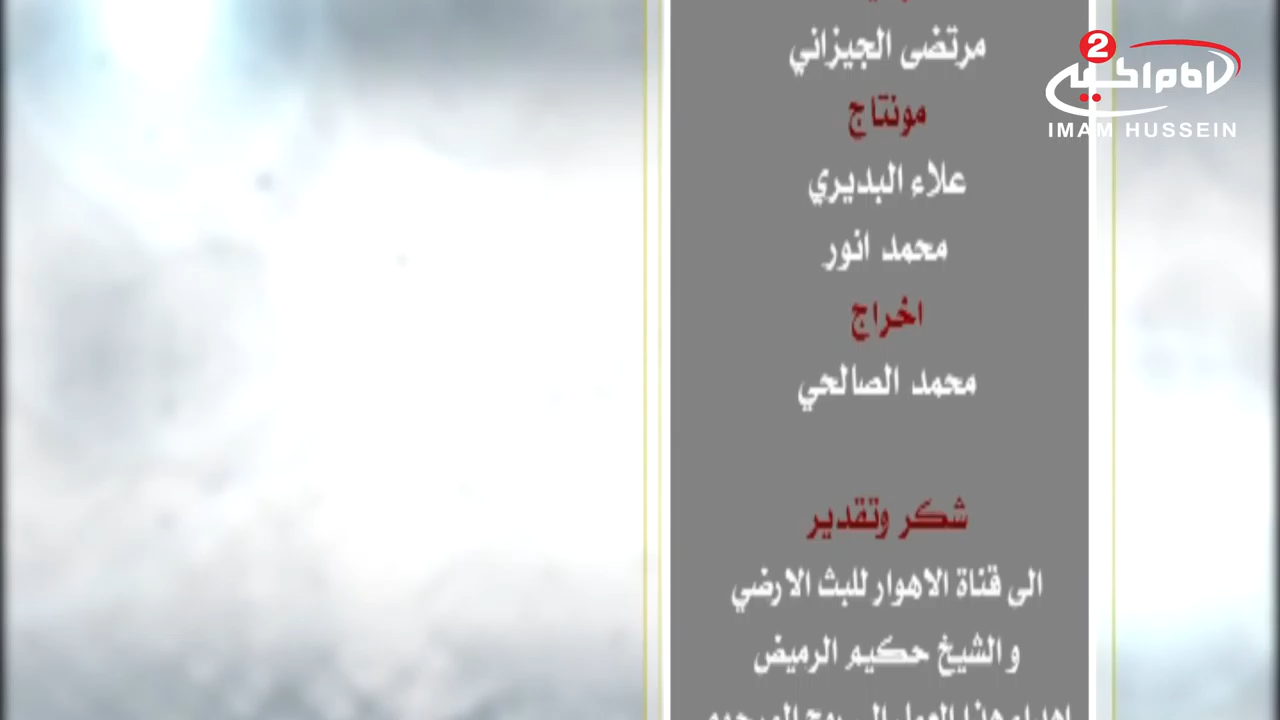 مرتضى الجيزاني
مونتاج
علاء البديري
محمد انور
اخراج
محمد الصالحي
شكر وتقدير
الى قناة الاهوار للبث الارضي
و الشيخ حكيم الرميض
2
IMAM HUSSEIN